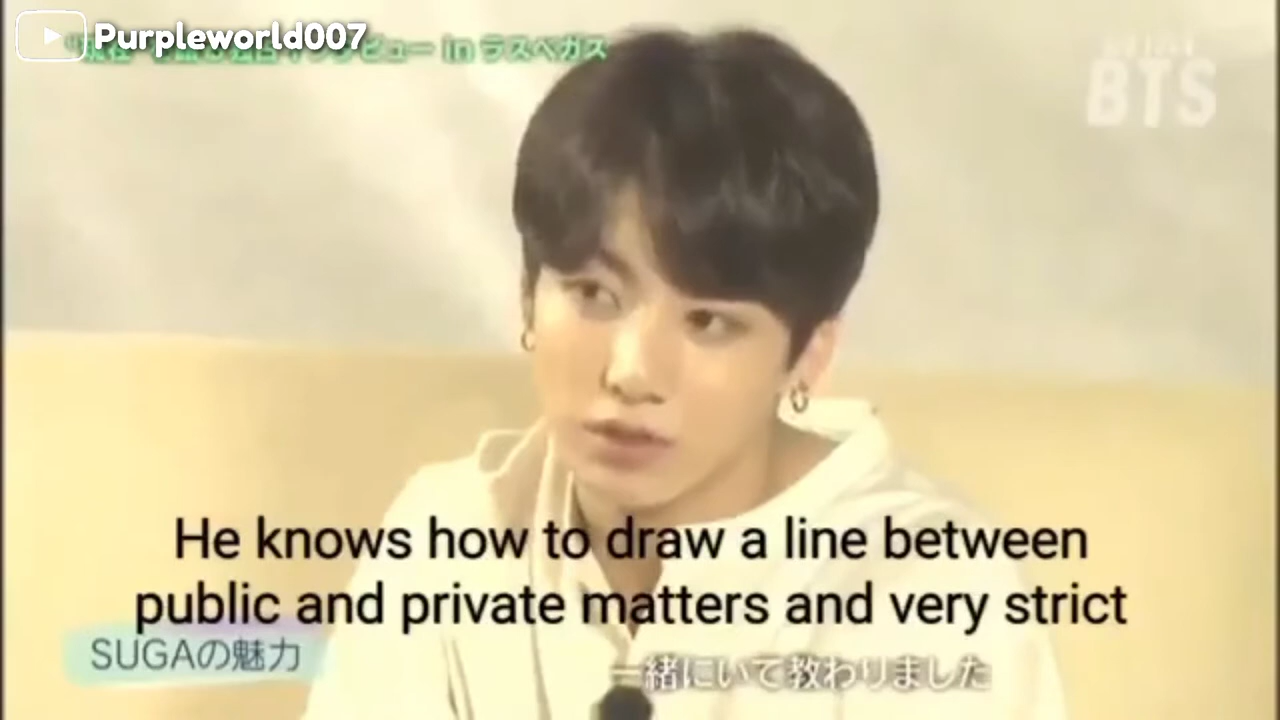 Purpleworld007
in ラスベガス
BTS
He knows how to draw a line between
public and private matters and very strict
SUGAの魅力
一緒にいて教わりました